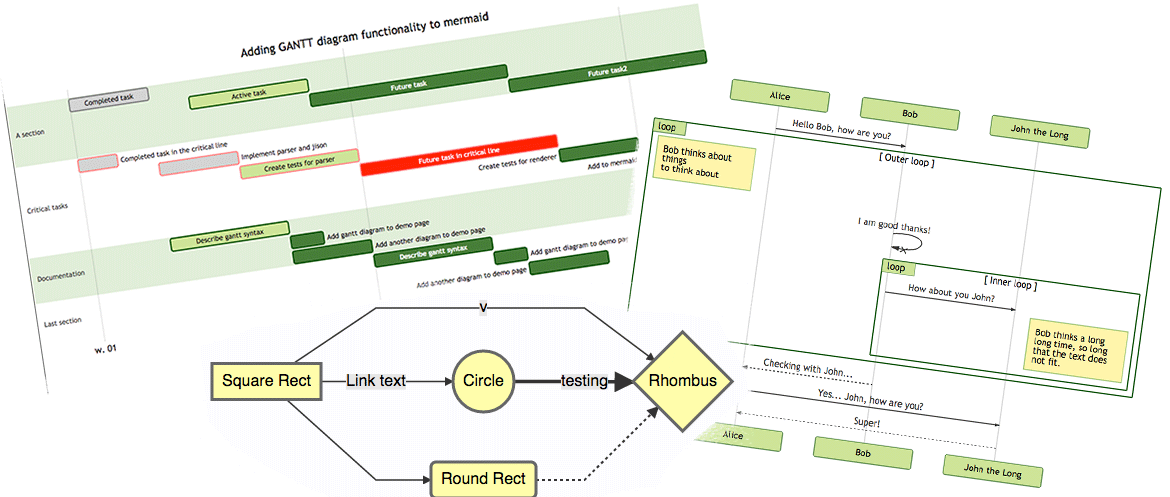 Adding GANTT diagram functionality to mermaid
A section
Completed task
Active task
Future task
Future task2
Critical tasks
Completed task in the critical line
Implement parser and jison
Create tests for parser
Future task in critical line
Create tests for renderer
Add to mermaid
Documentation
Describe gantt syntax
Add gantt diagram to demo page
Add another diagram to demo page
Last section
Describe gantt syntax
Add gantt diagram to demo
Add another diagram to demo page
w. 01
Alice
Bob
John the Long
Hello Bob, how are you?
loop
[ Outer loop ]
Bob thinks about
things
to think about
I am good thanks!
loop
[ Inner loop ]
How about you John?
Bob thinks a long
long time, so long
that the text does
not fit.
Checking with John...
Yes... John, how are you?
Super!
Alice
Bob
John the Long
V
Square Rect
Link text
Circle
testing
Rhombus
Round Rect